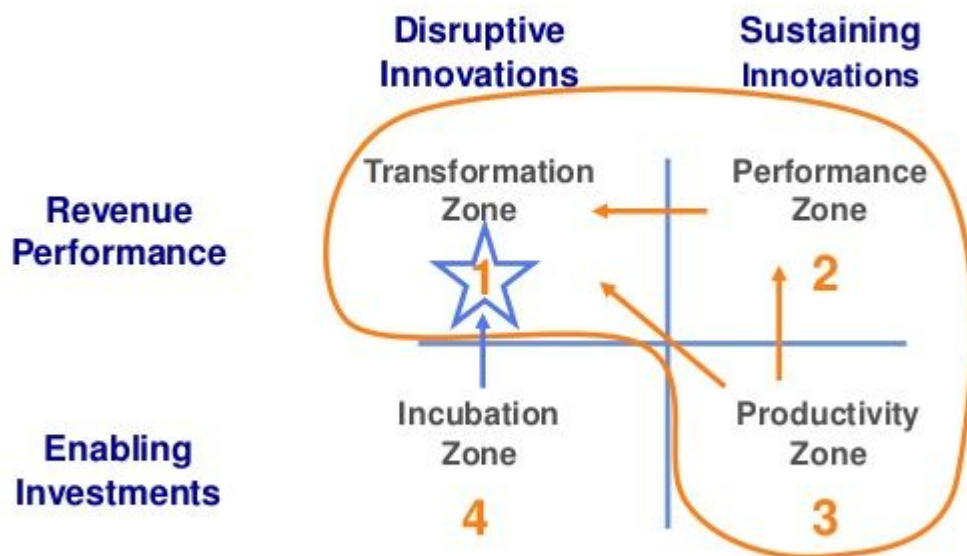 Disruptive
Innovations
Sustaining
Innovations
Revenue
Performance
Transformation
Zone
1
Performance
Zone
2
Enabling
Investments
Incubation
Zone
4
Productivity
Zone
3